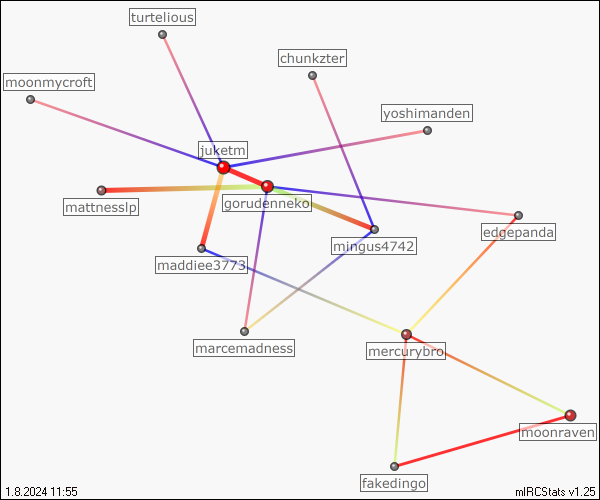 turtelious
chunkzter
moonmycroft
yoshimanden
juketm
mattnesslp
gorudenneko
edgepanda
mingus4742
maddiee3773
marcemadness
mercurybro
moonraven
fakedingo
1.8.2024 11:55
mIRCStats v1.25